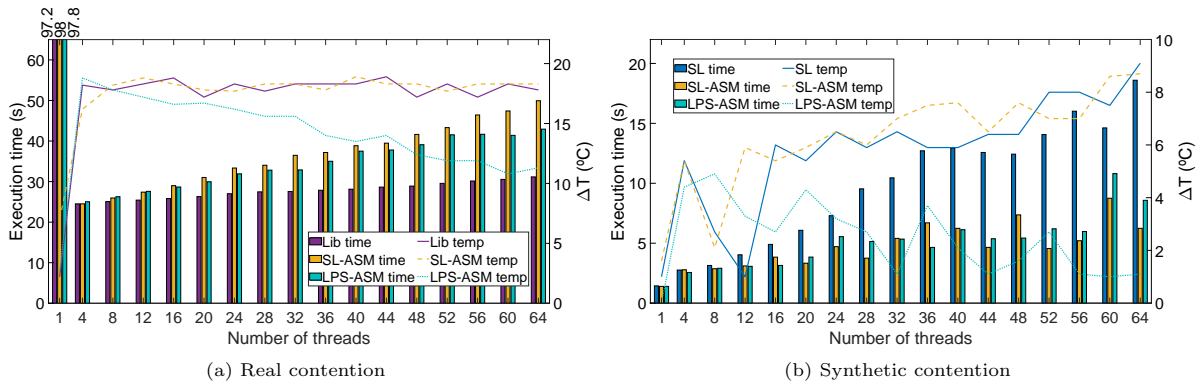 97.2
98
97.8
Execution time (s)
60
50
40
30
20
10
0
20
15
10
5
0
ΔT (ºC)
Lib time
SL-ASM time
LPS-ASM time
Lib temp
SL-ASM temp
LPS-ASM temp
1 4 8 12 16 20 24 28 32 36 40 44 48 52 56 60 64
Number of threads
(a) Real contention
Execution time (s)
20
15
10
5
0
10
8
6
4
2
0
ΔT (ºC)
SL time
SL-ASM time
LPS-ASM time
SL temp
SL-ASM temp
LPS-ASM temp
1 4 8 12 16 20 24 28 32 36 40 44 48 52 56 60 64
Number of threads
(b) Synthetic contention